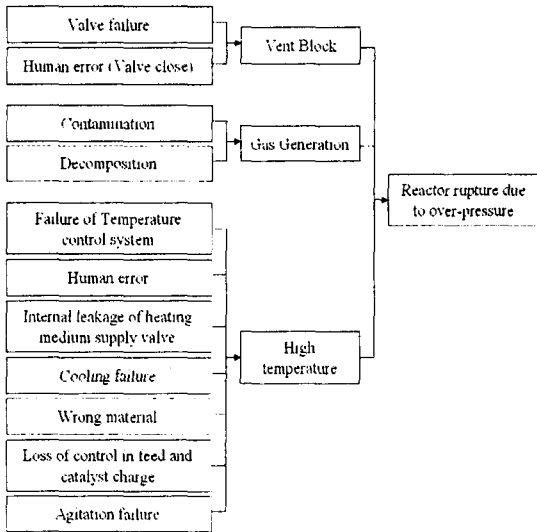 Valve failure
Human error (Valve close)
Vent Block
Contamination
Decomposition
Gas Generation
Reactor rupture due
to over-pressure
Failure of Temperature
control system
Human error
Internal leakage of heating
medium supply valve
Cooling failure
Wrong material
Loss of control in feed and
catalyst charge
Agitation failure
High
temperature